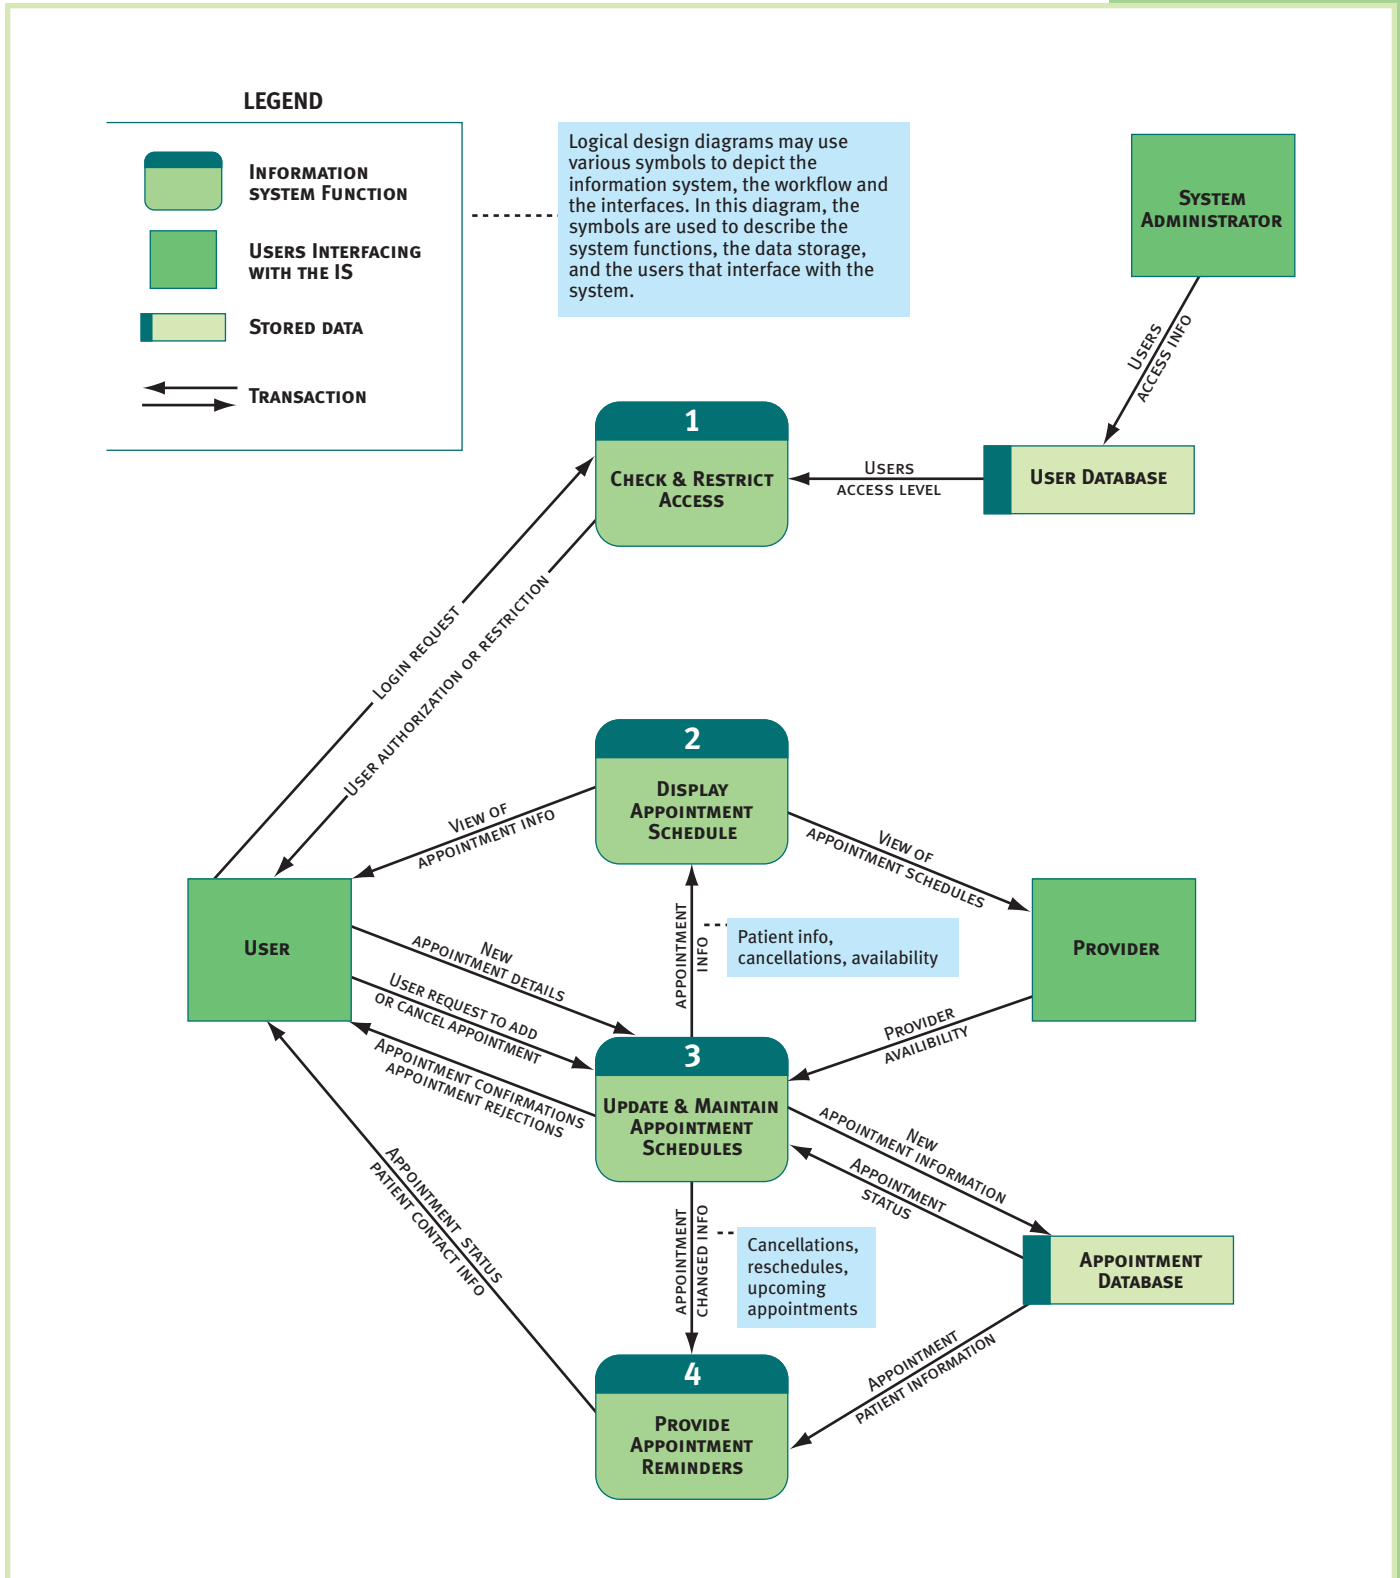 LEGEND
Information
system Function
Users Interfacing
with the IS
Stored data
Transaction
Logical design diagrams may use
various symbols to depict the
information system, the workflow and
the interfaces. In this diagram, the
symbols are used to describe the
system functions, the data storage,
and the users that interface with the
system.
System
Administrator
Users
access info
1
Check & Restrict
Access
Users
access level
User Database
Login request
User authorization or restriction
2
Display
Appointment
Schedule
View of
appointment info
View of
appointment schedules
User
Provider
New
appointment details
User request to add
or cancel appointment
Appointment confirmations
appointment rejections
appointment
info
Patient info,
cancellations, availability
Provider
availibility
3
Update & Maintain
Appointment
Schedules
New
appointment information
Appointment
status
Appointment status
patient contact info
appointment
changed info
Cancellations,
reschedules,
upcoming
appointments
Appointment
Database
Appointment
patient information
4
Provide
Appointment
Reminders